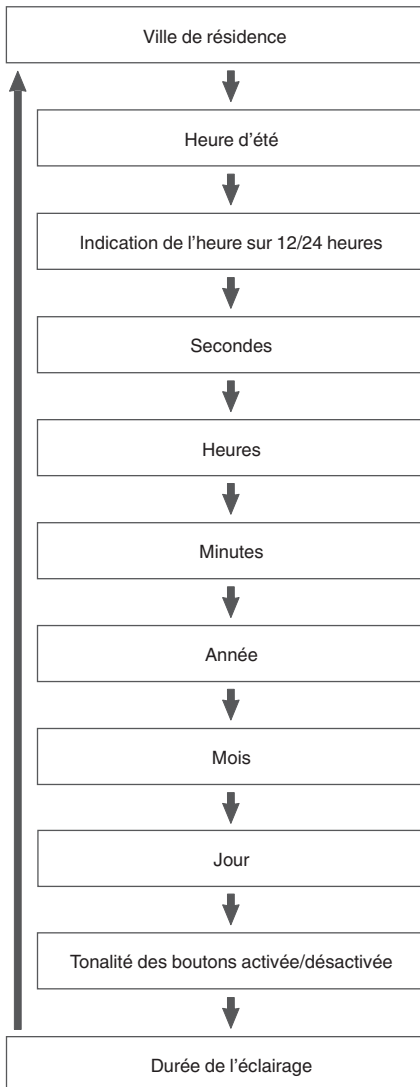 Ville de résidence
Heure d’été
Indication de l’heure sur 12/24 heures
Secondes
Heures
Minutes
Année
Mois
Jour
Tonalité des boutons activée/désactivée
Durée de l’éclairage